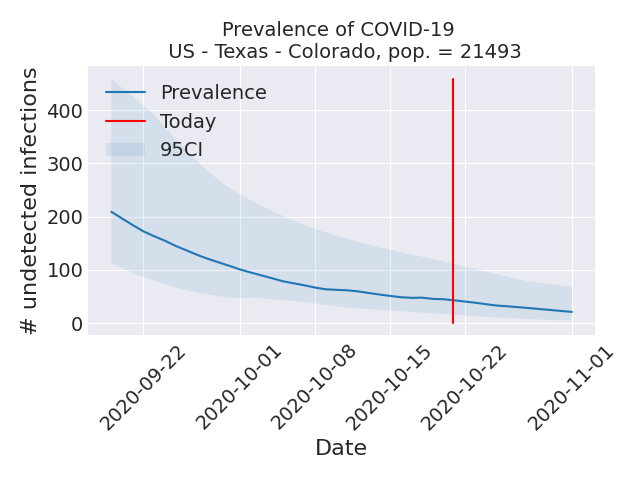 Prevalence of COVID-19
US - Texas - Colorado, pop. = 21493
Prevalence
Today
95CI
# undetected infections
400
300
200
100
0
2020-09-22
2020-10-01
2020-10-08
2020-10-15
2020-10-22
2020-11-01
Date